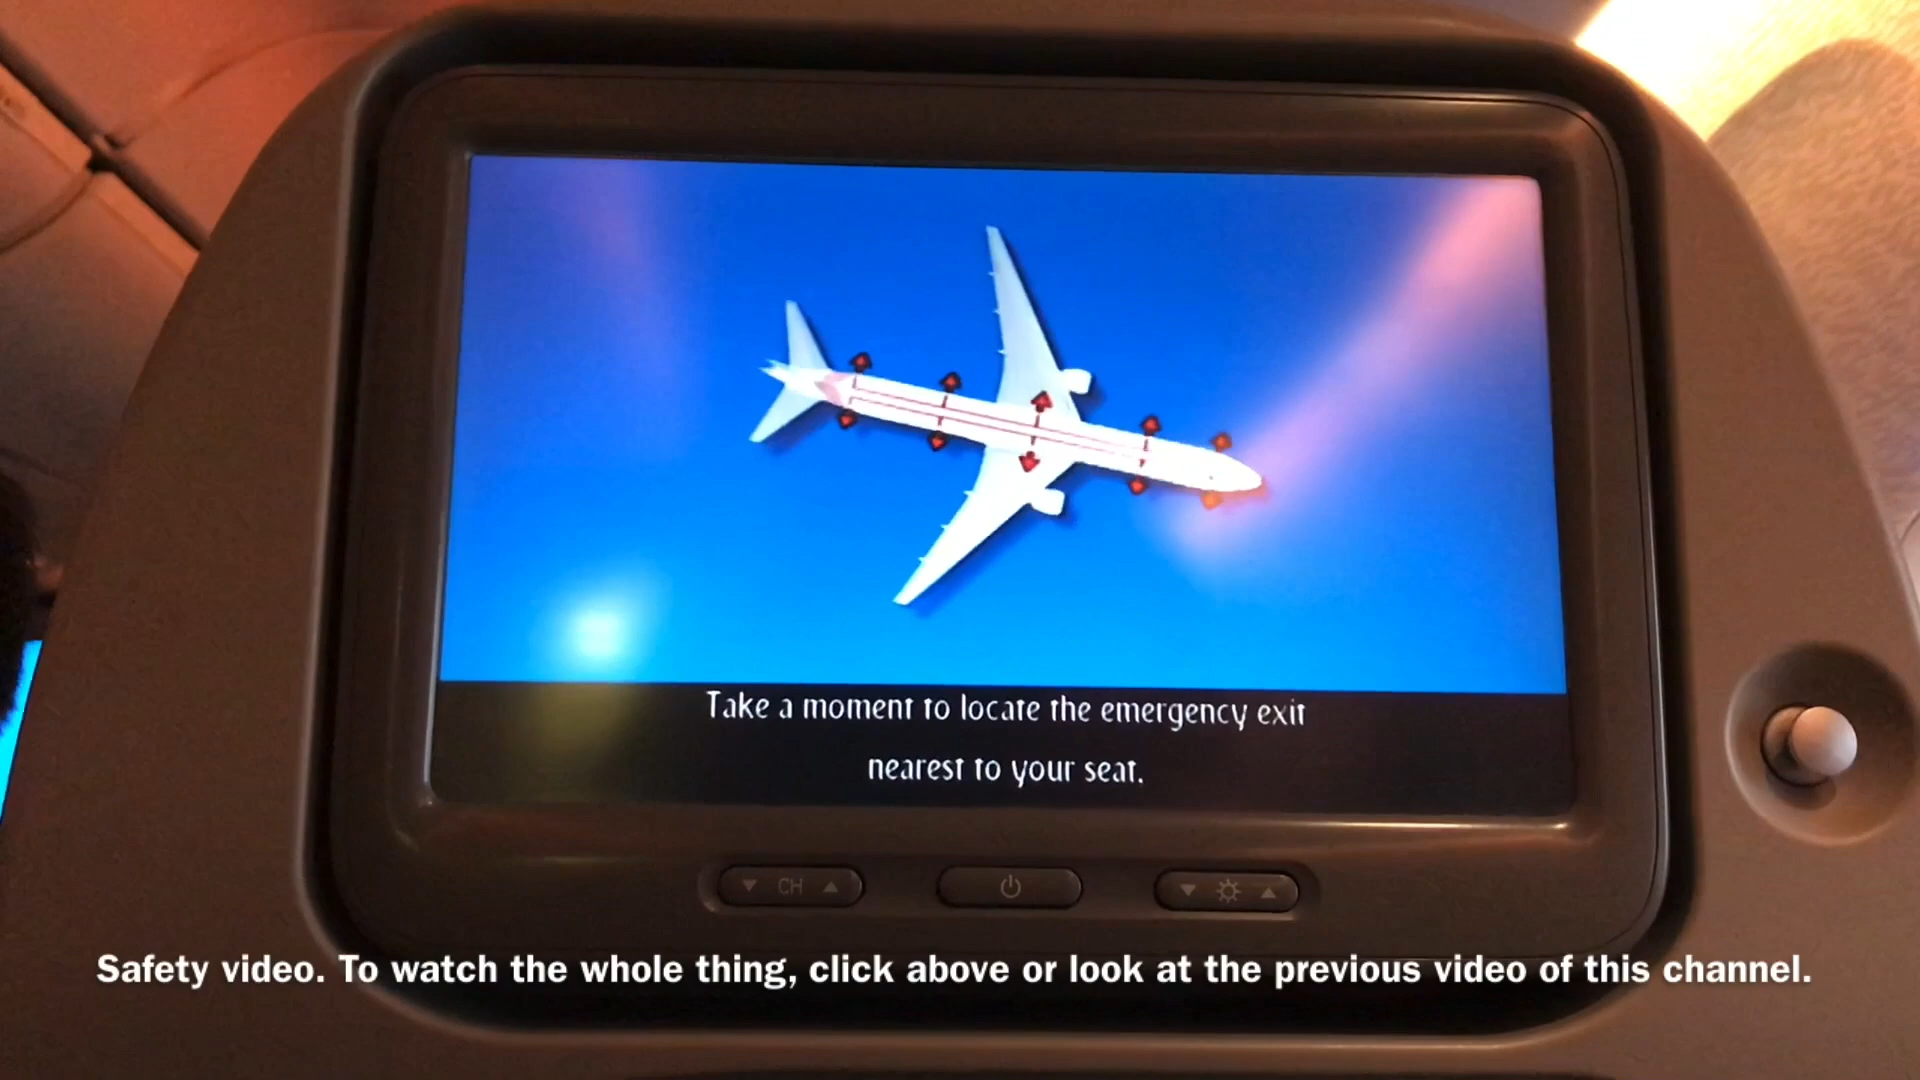 Take a moment to locate the emergency exit
nearest to your seat.
CH
Safety video. To watch the whole thing, click above or look at the previous video of this channel.